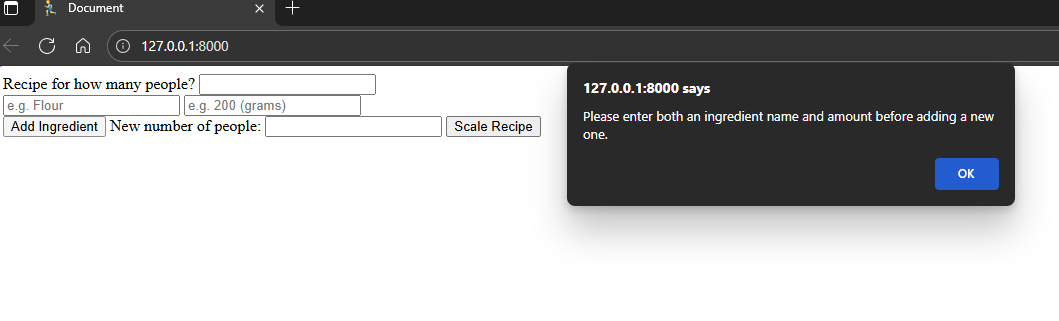 Document
127.0.0.1:8000
127.0.0.1:8000 says
Please enter both an ingredient name and amount before adding a new
one.
OK
Recipe for how many people?
e.g. Flour e.g. 200 (grams)
Add Ingredient New number of people: Scale Recipe